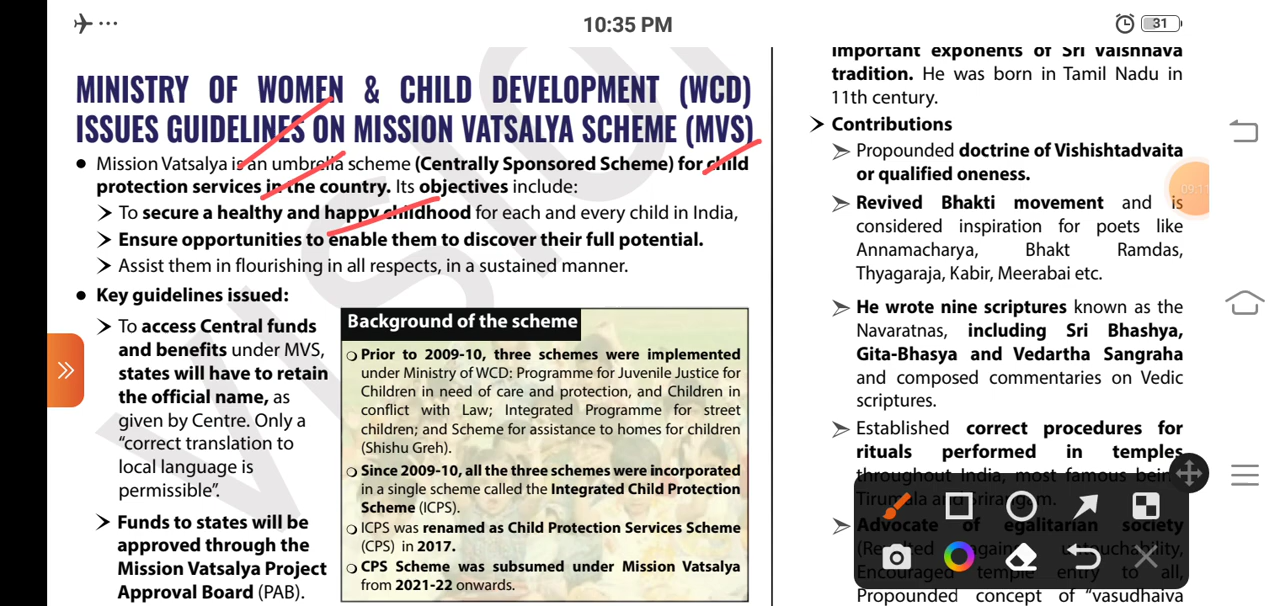 10:35 PM
31
MINISTRY OF WOMEN & CHILD DEVELOPMENT (WCD)
ISSUES GUIDELINES ON MISSION VATSALYA SCHEME (MVS)
• Mission Vatsalya is an umbrella scheme (Centrally Sponsored Scheme) for child
protection services in the country. Its objectives include:
➤ To secure a healthy and happy childhood for each and every child in India,
➤ Ensure opportunities to enable them to discover their full potential.
➤ Assist them in flourishing in all respects, in a sustained manner.
• Key guidelines issued:
➤ To access Central funds
and benefits under MVS,
states will have to retain
the official name, as
given by Centre. Only a
“correct translation to
local language is
permissible”.
➤ Funds to states will be
approved through the
Mission Vatsalya Project
Approval Board (PAB).
Background of the scheme
○ Prior to 2009-10, three schemes were implemented
under Ministry of WCD: Programme for Juvenile Justice for
Children in need of care and protection, and Children in
conflict with Law; Integrated Programme for street
children; and Scheme for assistance to homes for children
(Shishu Greh).
○ Since 2009-10, all the three schemes were incorporated
in a single scheme called the Integrated Child Protection
Scheme (ICPS).
○ ICPS was renamed as Child Protection Services Scheme
(CPS) in 2017.
○ CPS Scheme was subsumed under Mission Vatsalya
from 2021-22 onwards.
important exponents of Sri Vaishnava
tradition. He was born in Tamil Nadu in
11th century.
➤ Contributions
➤ Propounded doctrine of Vishishtadvaita
or qualified oneness.
➤ Revived Bhakti movement and is
considered inspiration for poets like
Annamacharya, Bhakt Ramdas,
Thyagaraja, Kabir, Meerabai etc.
➤ He wrote nine scriptures known as the
Navaratnas, including Sri Bhashya,
Gita-Bhasya and Vedartha Sangraha
and composed commentaries on Vedic
scriptures.
➤ Established correct procedures for
rituals performed in temples
throughout India, most famous being
Tirumala and Srirangam.
➤ Advocate of egalitarian society
Encouraged temple entry to all,
Propounded concept of “vasudhaiva
09:11